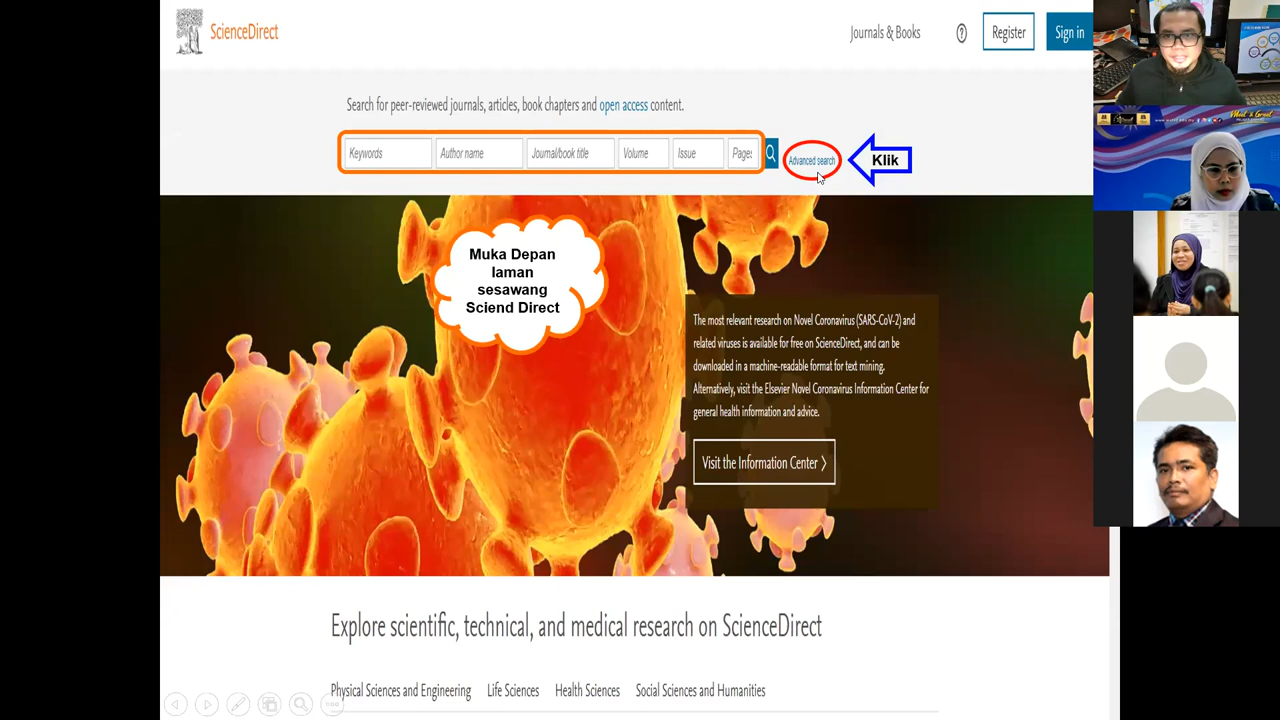 ScienceDirect
Journals & Books
?
Register
Sign in
Search for peer-reviewed journals, articles, book chapters and open access content.
Keywords
Author name
Journal/book title
Volume
Issue
Pages
Advanced search
Klik
Muka Depan
laman
sesawang
Sciend Direct
The most relevant research on Novel Coronavirus (SARS-CoV-2) and
related viruses is available for free on ScienceDirect, and can be
downloaded in a machine-readable format for text mining.
Alternatively, visit the Elsevier Novel Coronavirus Information Center for
general health information and advice.
Visit the Information Center >
Explore scientific, technical, and medical research on ScienceDirect
Physical Sciences and Engineering
Life Sciences
Health Sciences
Social Sciences and Humanities